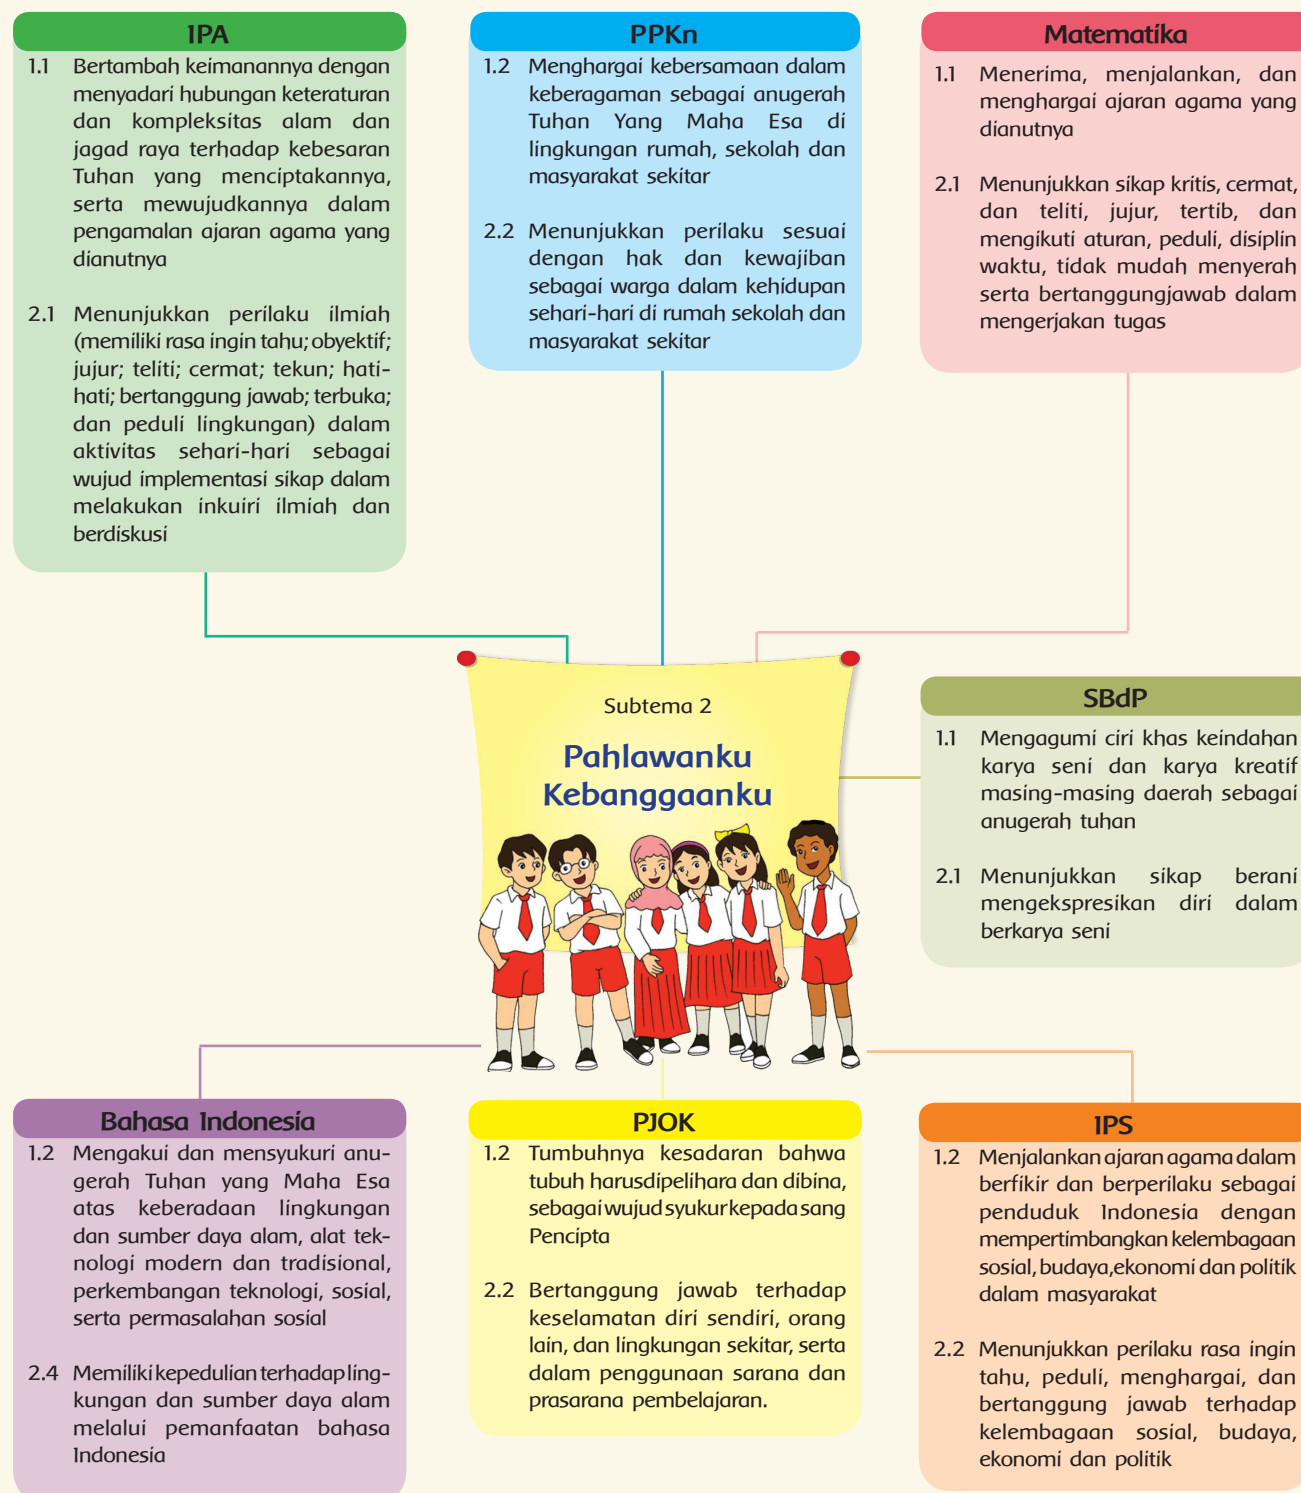 IPA
1.1 Bertambah keimanannya dengan
menyadari hubungan keteraturan
dan kompleksitas alam dan
jagad raya terhadap kebesaran
Tuhan yang menciptakannya,
serta mewujudkannya dalam
pengamalan ajaran agama yang
dianutnya
2.1 Menunjukkan perilaku ilmiah
(memiliki rasa ingin tahu; obyektif;
jujur; teliti; cermat; tekun; hati-
hati; bertanggung jawab; terbuka;
dan peduli lingkungan) dalam
aktivitas sehari-hari sebagai
wujud implementasi sikap dalam
melakukan inkuiri ilmiah dan
berdiskusi
PPKn
1.2 Menghargai kebersamaan dalam
keberagaman sebagai anugerah
Tuhan Yang Maha Esa di
lingkungan rumah, sekolah dan
masyarakat sekitar
2.2 Menunjukkan perilaku sesuai
dengan hak dan kewajiban
sebagai warga dalam kehidupan
sehari-hari di rumah sekolah dan
masyarakat sekitar
Matematika
1.1 Menerima, menjalankan, dan
menghargai ajaran agama yang
dianutnya
2.1 Menunjukkan sikap kritis, cermat,
dan teliti, jujur, tertib, dan
mengikuti aturan, peduli, disiplin
waktu, tidak mudah menyerah
serta bertanggungjawab dalam
mengerjakan tugas
Subtema 2
Pahlawanku
Kebanggaanku
SBdP
1.1 Mengagumi ciri khas keindahan
karya seni dan karya kreatif
masing-masing daerah sebagai
anugerah tuhan
2.1 Menunjukkan sikap berani
mengekspresikan diri dalam
berkarya seni
Bahasa Indonesia
1.2 Mengakui dan mensyukuri anu-
gerah Tuhan yang Maha Esa
atas keberadaan lingkungan
dan sumber daya alam, alat tek-
nologi modern dan tradisional,
perkembangan teknologi, sosial,
serta permasalahan sosial
2.4 Memiliki kepedulian terhadap ling-
kungan dan sumber daya alam
melalui pemanfaatan bahasa
Indonesia
PJOK
1.2 Tumbuhnya kesadaran bahwa
tubuh harusdipelihara dan dibina,
sebagai wujud syukur kepada sang
Pencipta
2.2 Bertanggung jawab terhadap
keselamatan diri sendiri, orang
lain, dan lingkungan sekitar, serta
dalam penggunaan sarana dan
prasarana pembelajaran.
IPS
1.2 Menjalankan ajaran agama dalam
berfikir dan berperilaku sebagai
penduduk Indonesia dengan
mempertimbangkan kelembagaan
sosial, budaya,ekonomi dan politik
dalam masyarakat
2.2 Menunjukkan perilaku rasa ingin
tahu, peduli, menghargai, dan
bertanggung jawab terhadap
kelembagaan sosial, budaya,
ekonomi dan politik